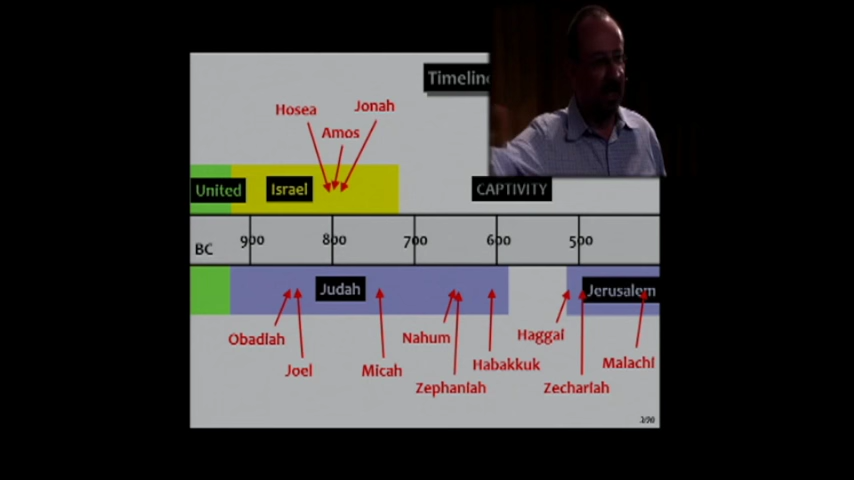 Timeline
Hosea
Jonah
Amos
United
Israel
CAPTIVITY
BC
900
800
700
600
500
Judah
Jerusalem
Obadiah
Nahum
Haggai
Joel
Micah
Habakkuk
Malachi
Zephaniah
Zechariah